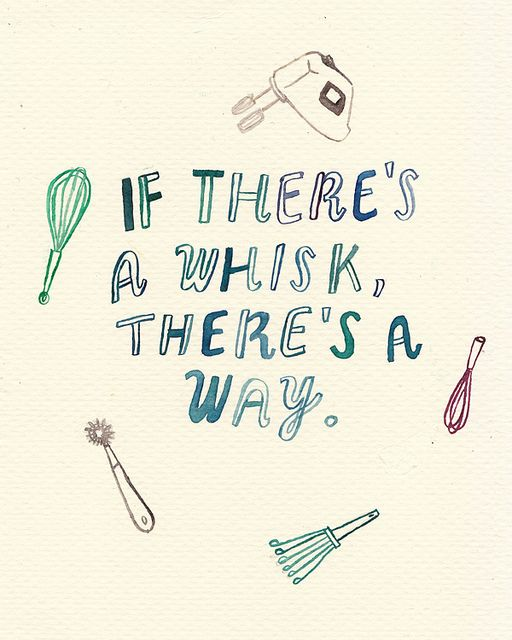 IF THERE'S
A WHISK,
THERE'S A
WAY.